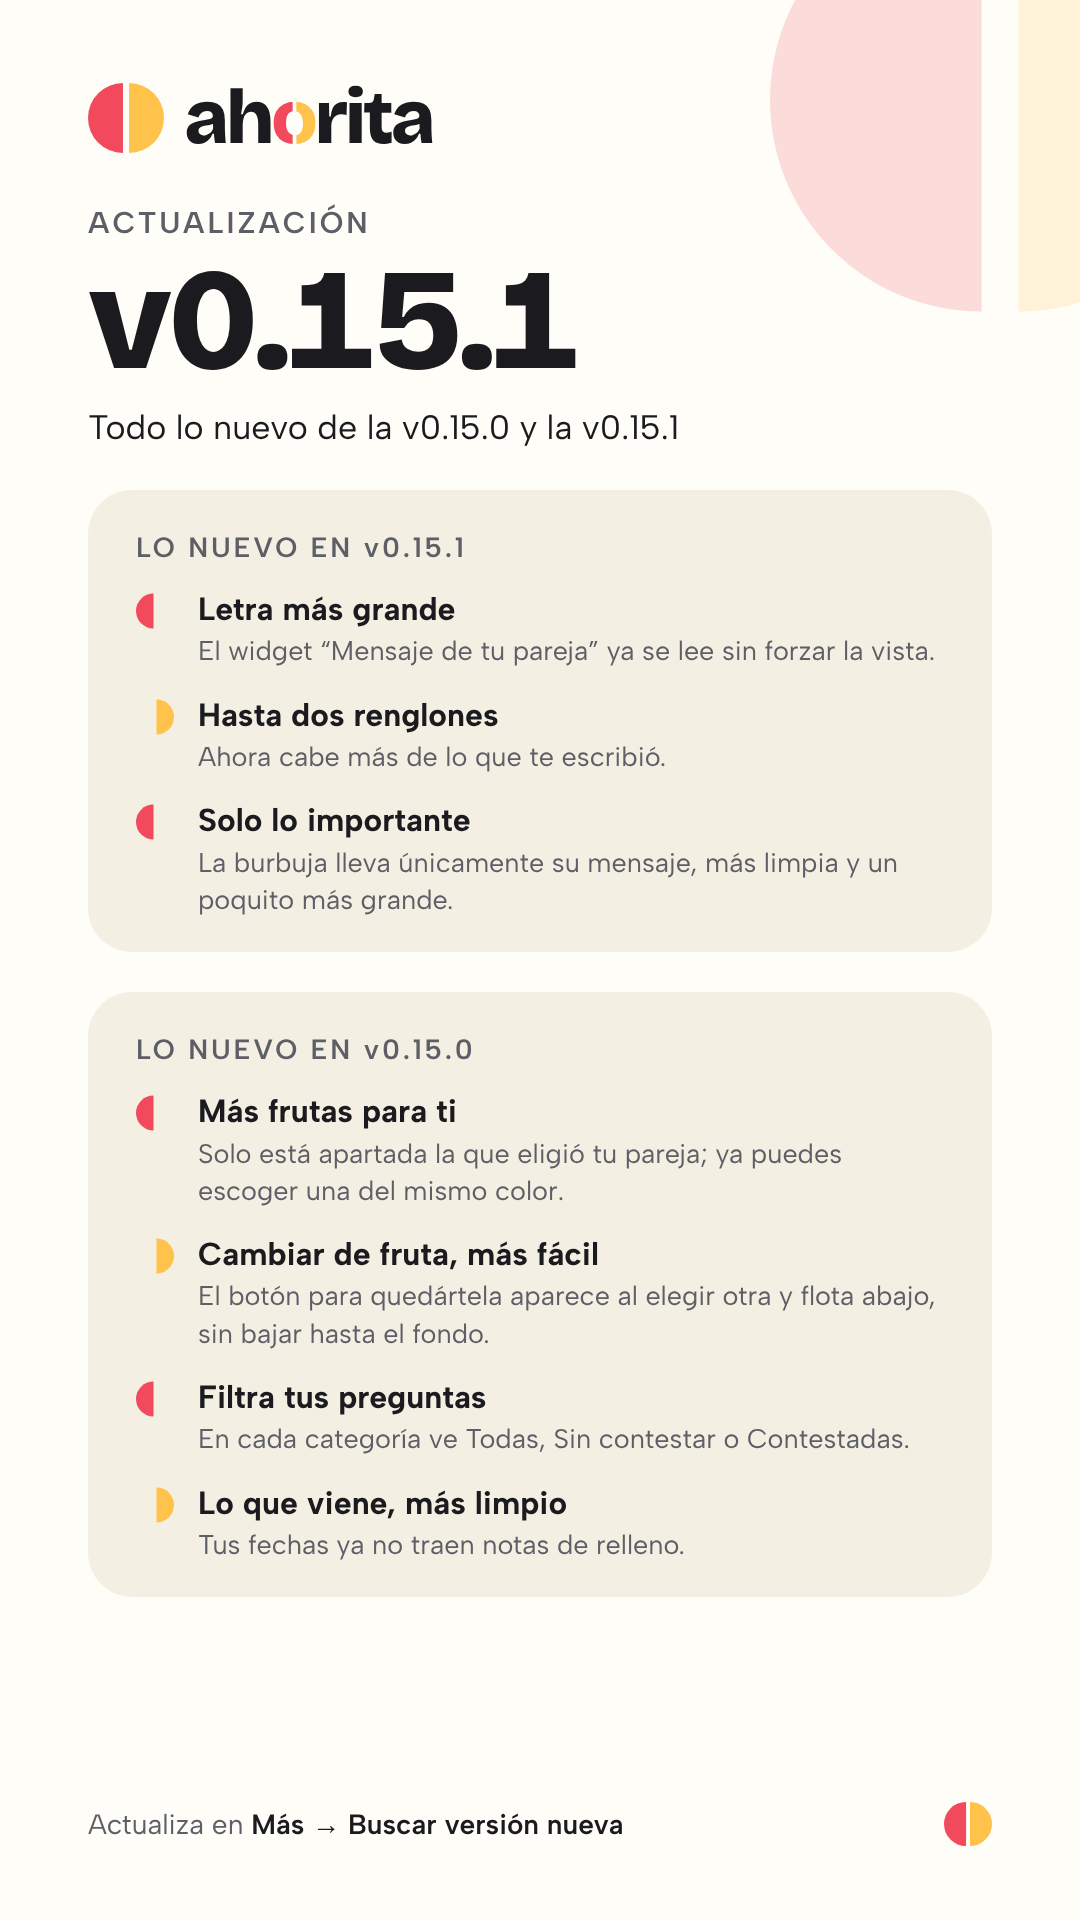 ahorita
ACTUALIZACIÓN
v0.15.1
Todo lo nuevo de la v0.15.0 y la v0.15.1
LO NUEVO EN v0.15.1
Letra más grande
El widget “Mensaje de tu pareja” ya se lee sin forzar la vista.
Hasta dos renglones
Ahora cabe más de lo que te escribió.
Solo lo importante
La burbuja lleva únicamente su mensaje, más limpia y un
poquito más grande.
LO NUEVO EN v0.15.0
Más frutas para ti
Solo está apartada la que eligió tu pareja; ya puedes
escoger una del mismo color.
Cambiar de fruta, más fácil
El botón para quedártela aparece al elegir otra y flota abajo,
sin bajar hasta el fondo.
Filtra tus preguntas
En cada categoría ve Todas, Sin contestar o Contestadas.
Lo que viene, más limpio
Tus fechas ya no traen notas de relleno.
Actualiza en Más → Buscar versión nueva